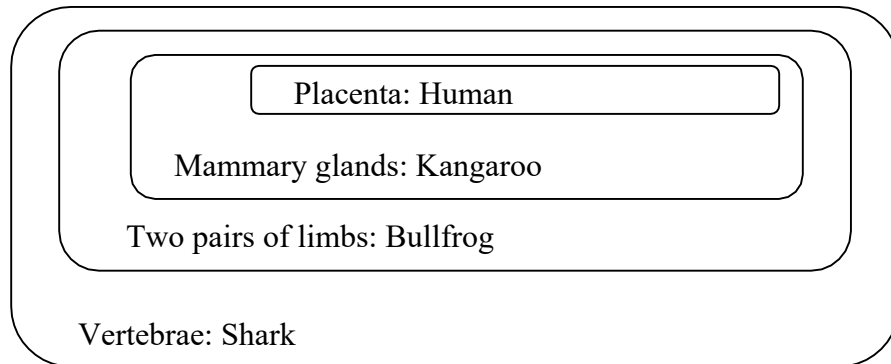 Placenta: Human
Mammary glands: Kangaroo
Two pairs of limbs: Bullfrog
Vertebrae: Shark